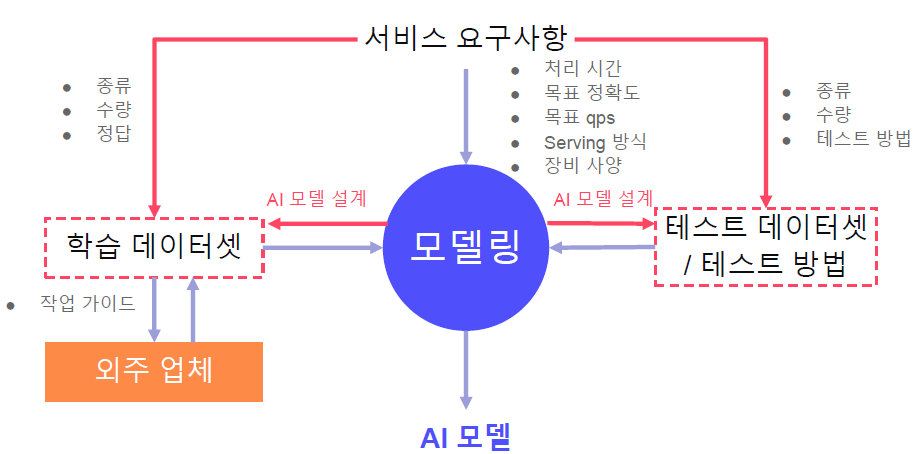 서비스 요구사항
● 종류
● 수량
● 정답
● 처리 시간
● 목표 정확도
● 목표 qps
● Serving 방식
● 장비 사양
● 종류
● 수량
● 테스트 방법
AI 모델 설계
AI 모델 설계
학습 데이터셋
모델링
테스트 데이터셋
/ 테스트 방법
● 작업 가이드
외주 업체
AI 모델